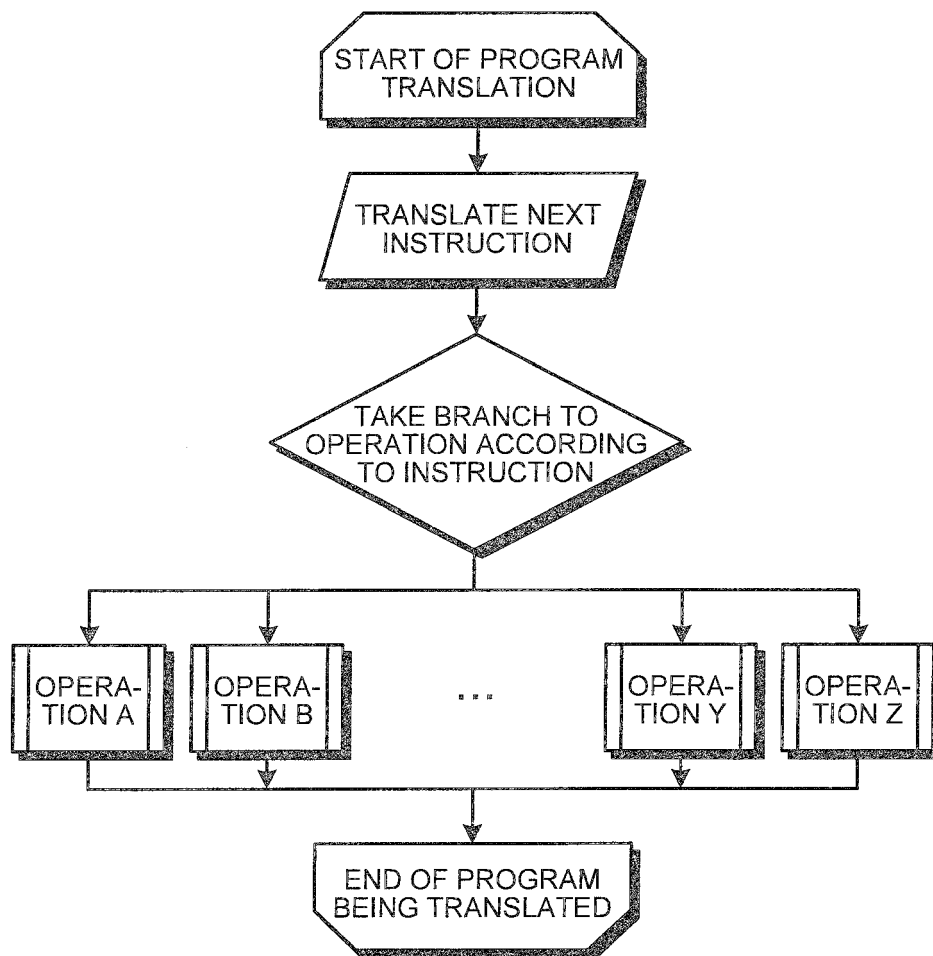 START OF PROGRAM
TRANSLATION
TRANSLATE NEXT
INSTRUCTION
TAKE BRANCH TO
OPERATION ACCORDING
TO INSTRUCTION
OPERA-
TION A
OPERA-
TION B
...
OPERA-
TION Y
OPERA-
TION Z
END OF PROGRAM
BEING TRANSLATED